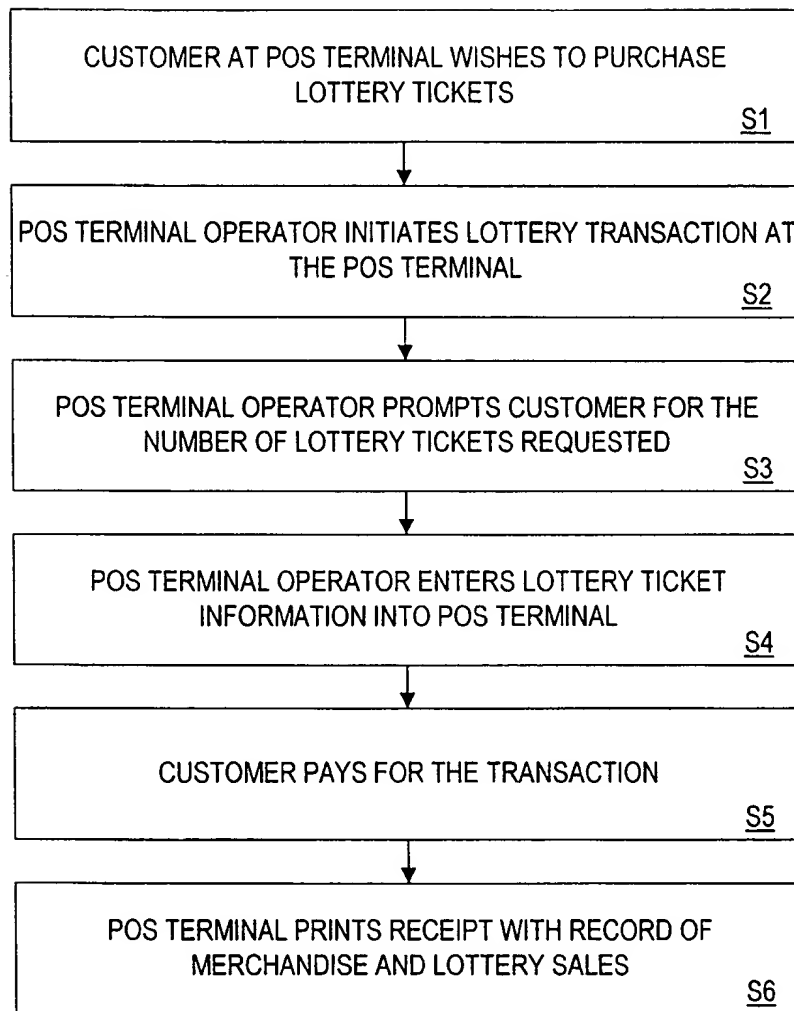 CUSTOMER AT POS TERMINAL WISHES TO PURCHASE
LOTTERY TICKETS
S1
POS TERMINAL OPERATOR INITIATES LOTTERY TRANSACTION AT
THE POS TERMINAL
S2
POS TERMINAL OPERATOR PROMPTS CUSTOMER FOR THE
NUMBER OF LOTTERY TICKETS REQUESTED
S3
POS TERMINAL OPERATOR ENTERS LOTTERY TICKET
INFORMATION INTO POS TERMINAL
S4
CUSTOMER PAYS FOR THE TRANSACTION
S5
POS TERMINAL PRINTS RECEIPT WITH RECORD OF
MERCHANDISE AND LOTTERY SALES
S6